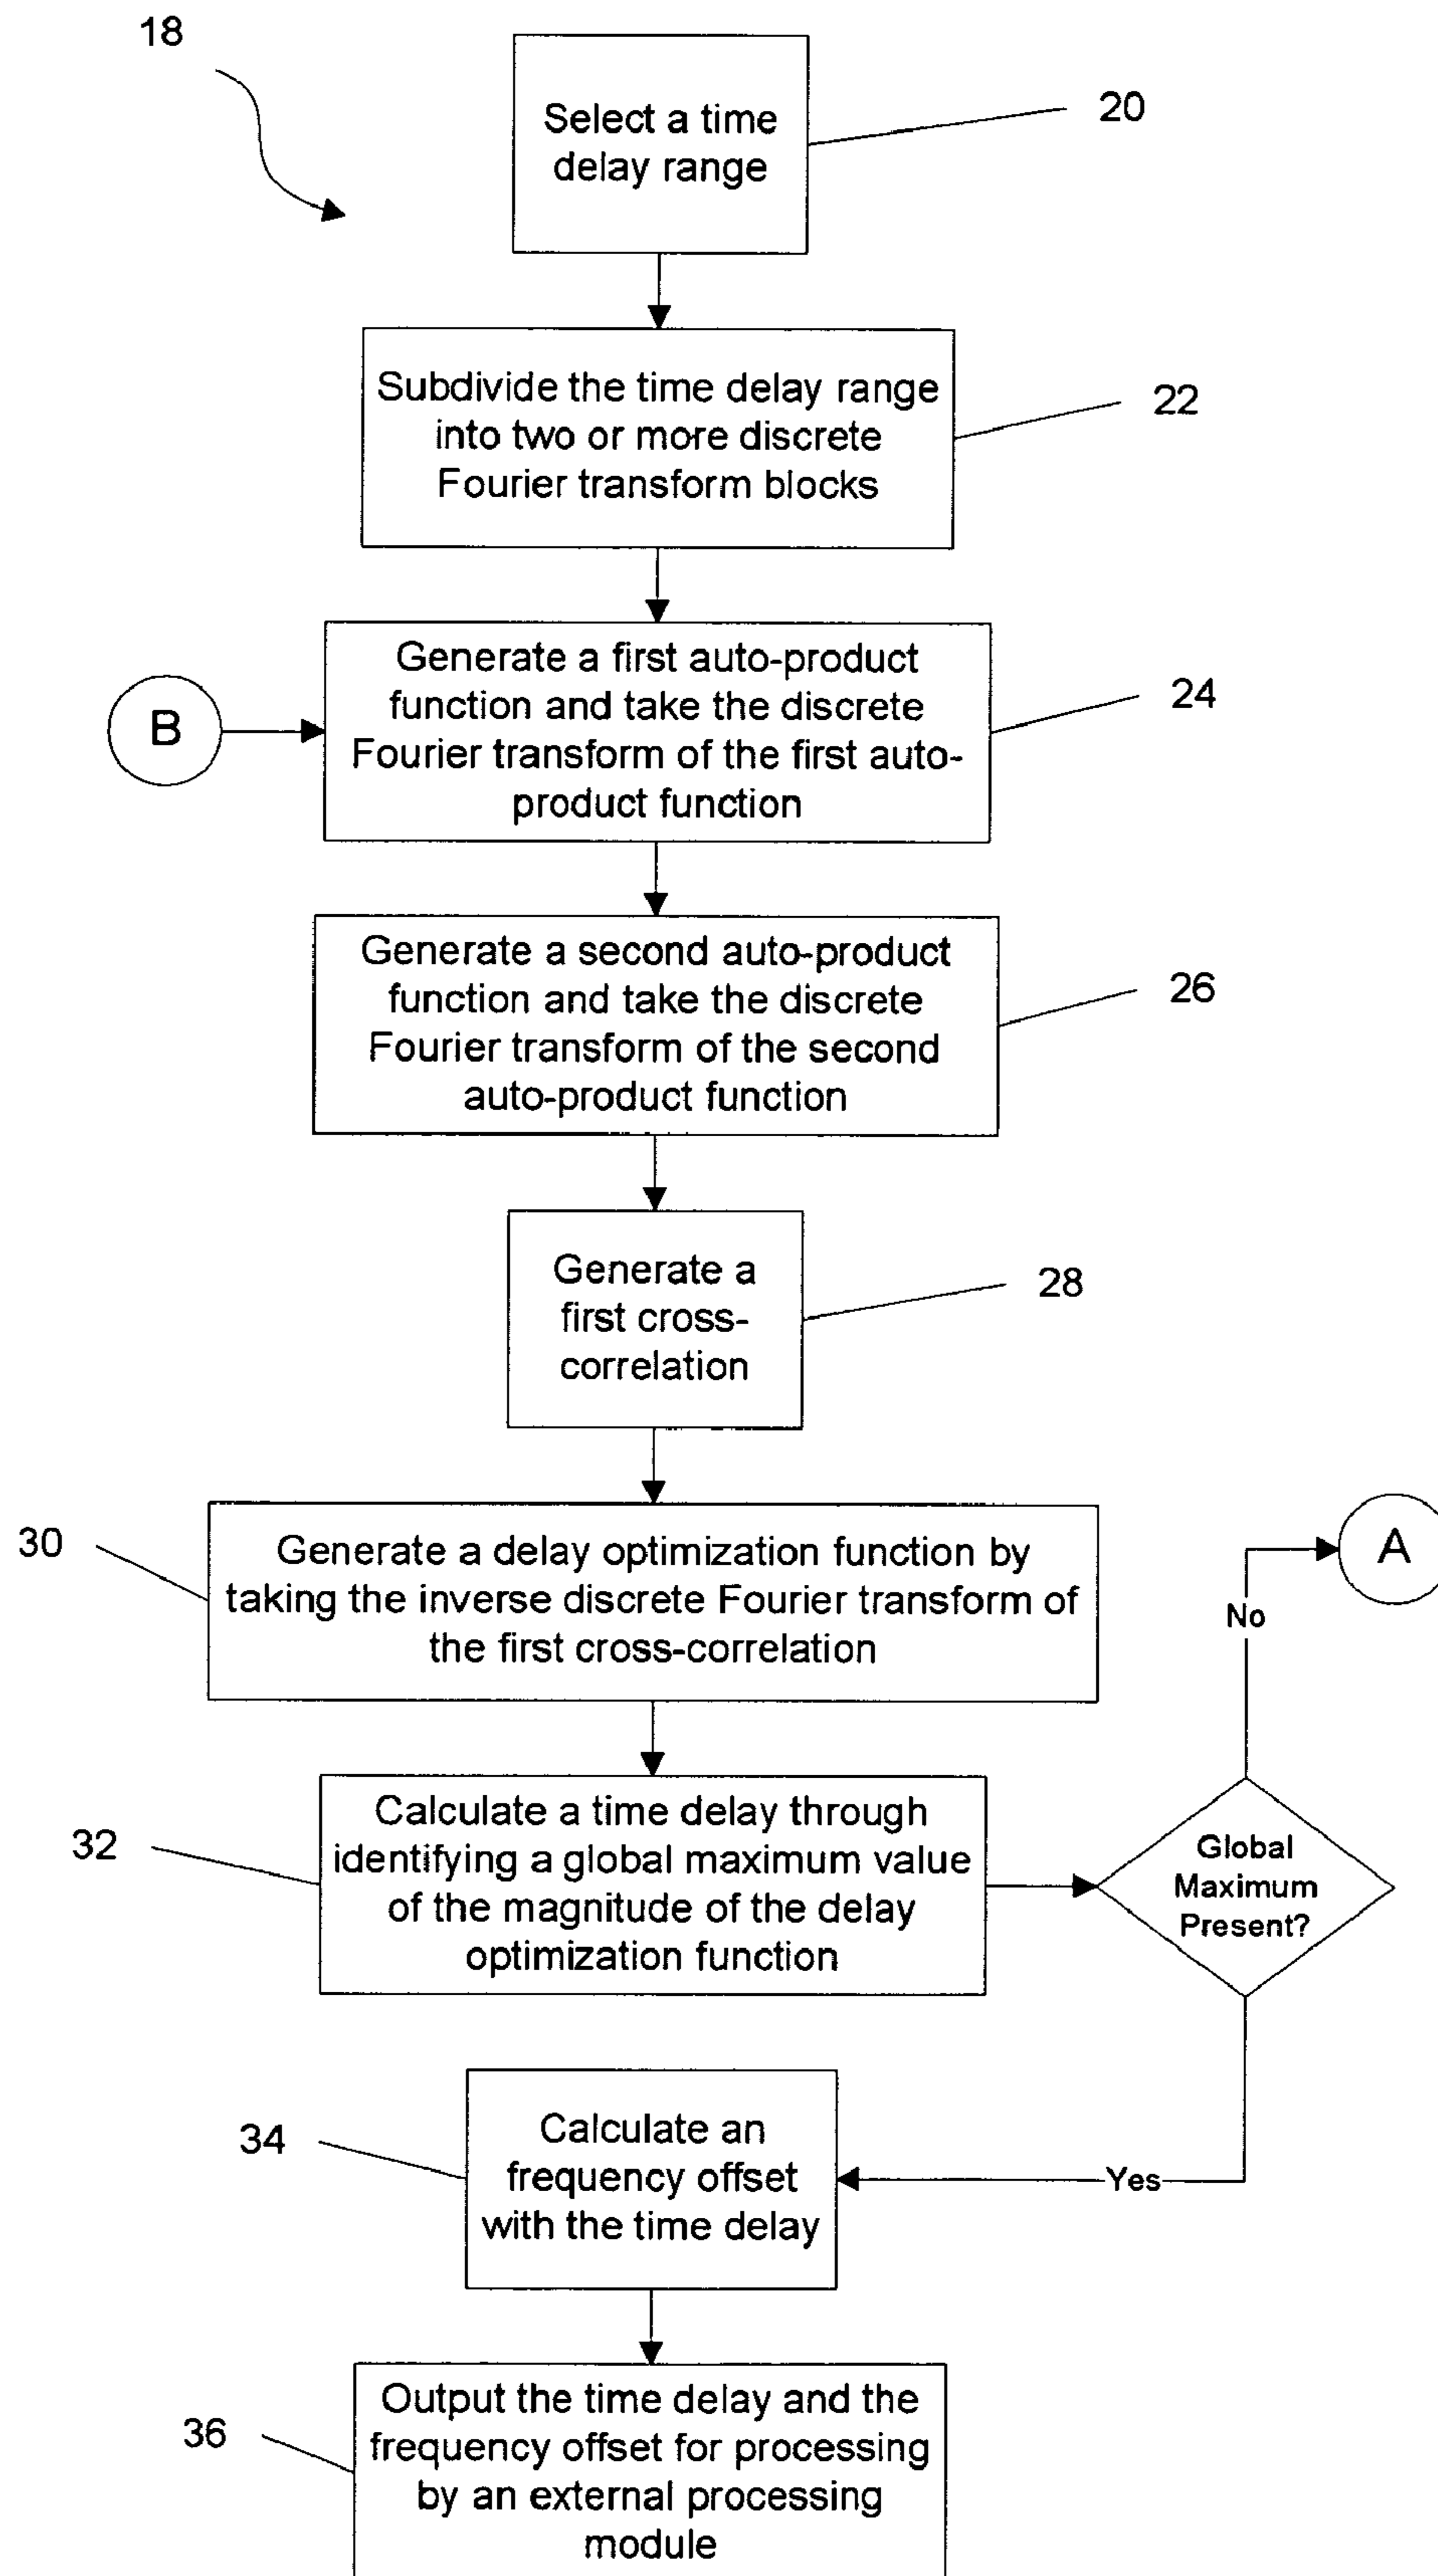 18
Select a time
delay range
20
Subdivide the time delay range
into two or more discrete
Fourier transform blocks
22
B
Generate a first auto-product
function and take the discrete
Fourier transform of the first auto-
product function
24
Generate a second auto-product
function and take the discrete
Fourier transform of the second
auto-product function
26
Generate a
first cross-
correlation
28
30
Generate a delay optimization function by
taking the inverse discrete Fourier transform of
the first cross-correlation
A
No
32
Calculate a time delay through
identifying a global maximum value
of the magnitude of the delay
optimization function
Global
Maximum
Present?
34
Calculate an
frequency offset
with the time delay
Yes
36
Output the time delay and the
frequency offset for processing
by an external processing
module